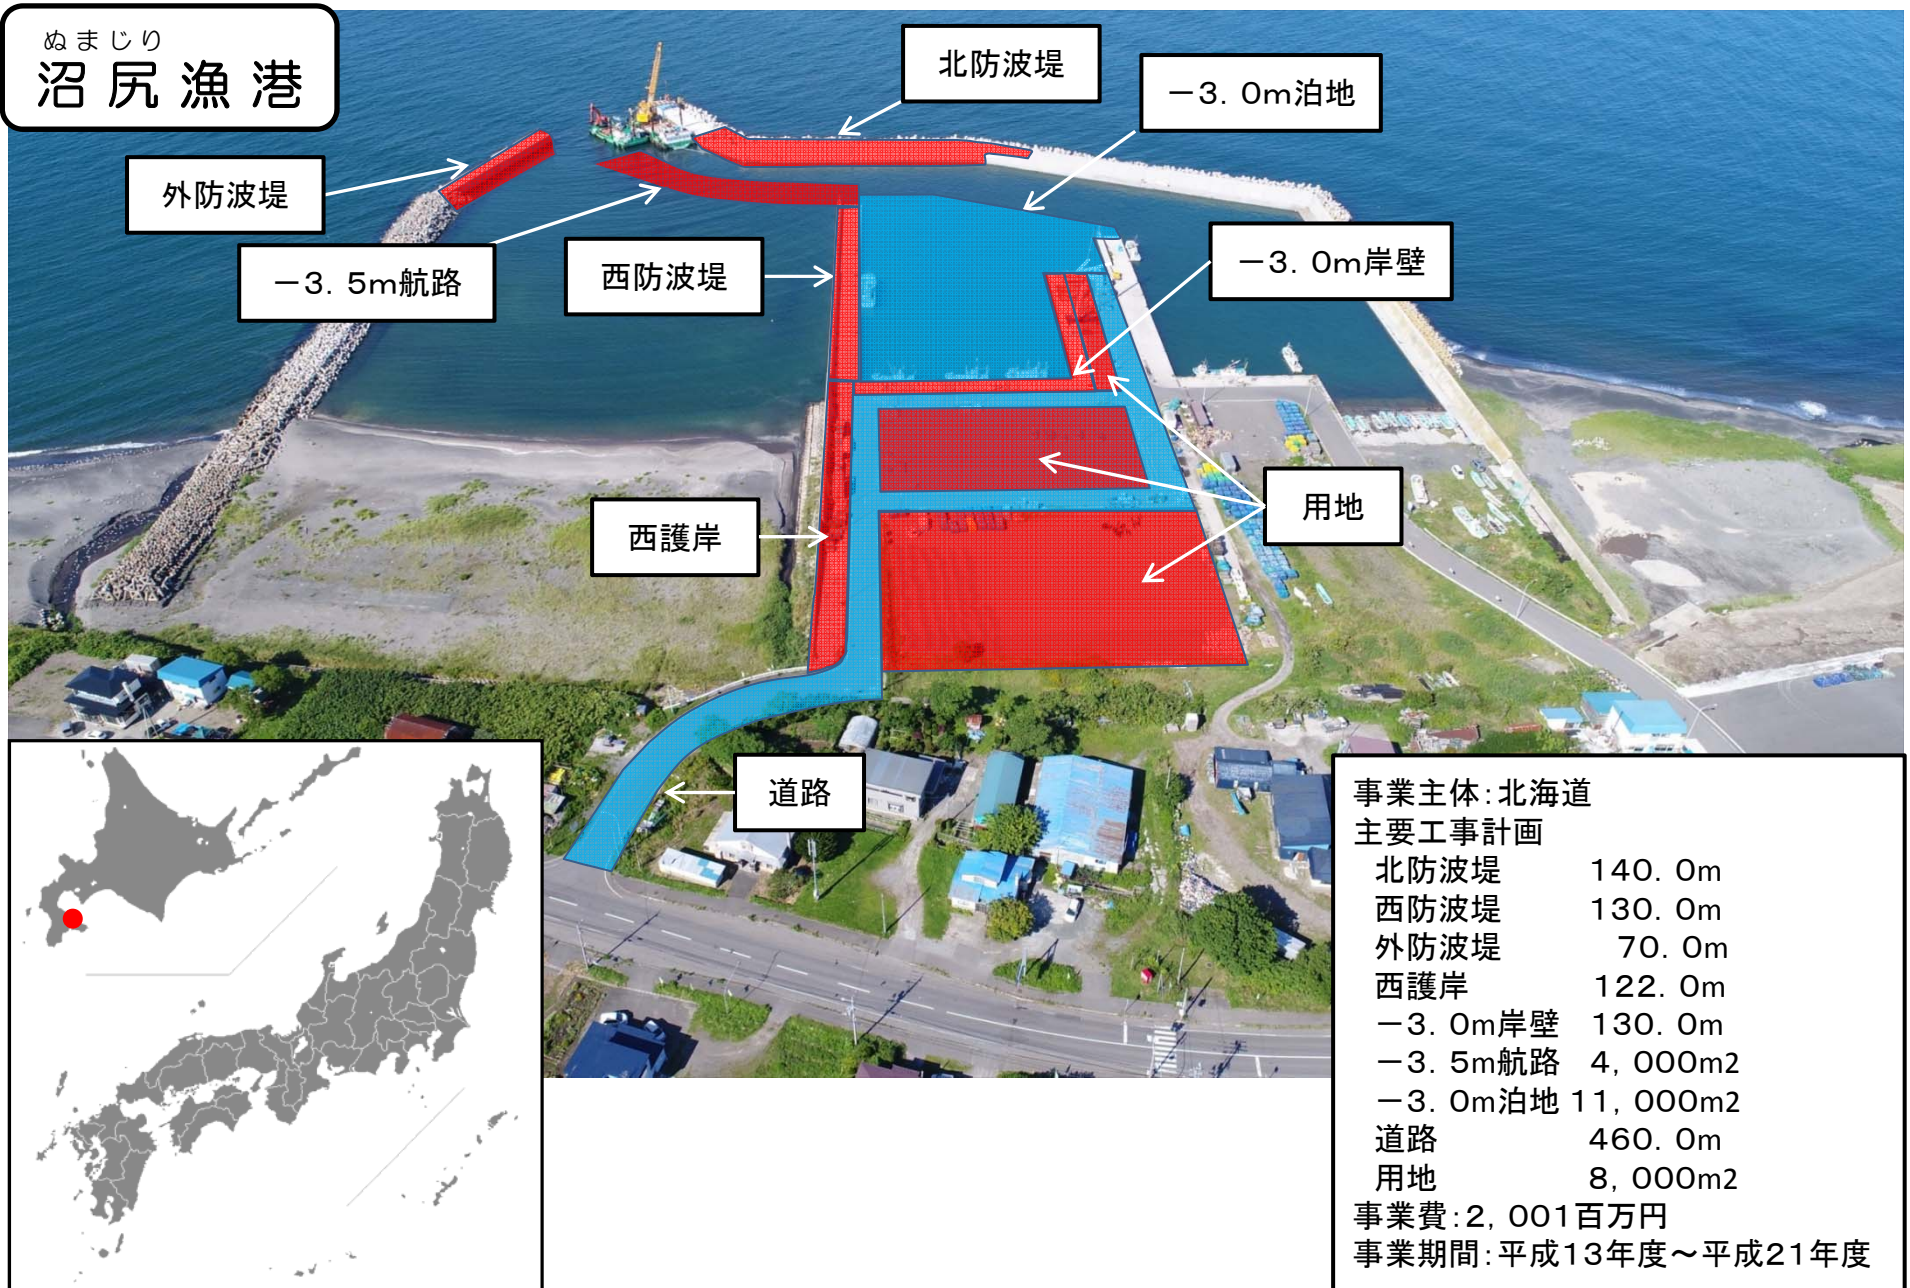 ぬまじり
沼尻漁港
北防波堤
－3．0m泊地
外防波堤
－3．5m航路
西防波堤
－3．0m岸壁
西護岸
用地
道路
事業主体：北海道
主要工事計画
北防波堤 140．0m
西防波堤 130．0m
外防波堤 70．0m
西護岸 122．0m
－3．0m岸壁 130．0m
－3．5m航路 4，000m2
－3．0m泊地 11，000m2
道路 460．0m
用地 8，000m2
事業費：2，001百万円
事業期間：平成13年度～平成21年度